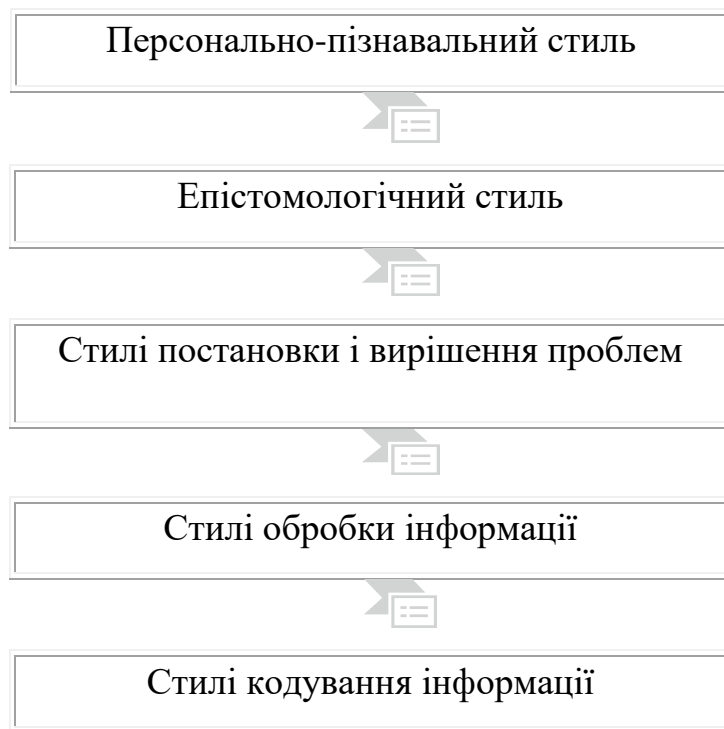 Персонально-пізнавальний стиль
Епістомологічний стиль
Стилі постановки і вирішення проблем
Стилі обробки інформації
Стилі кодування інформації